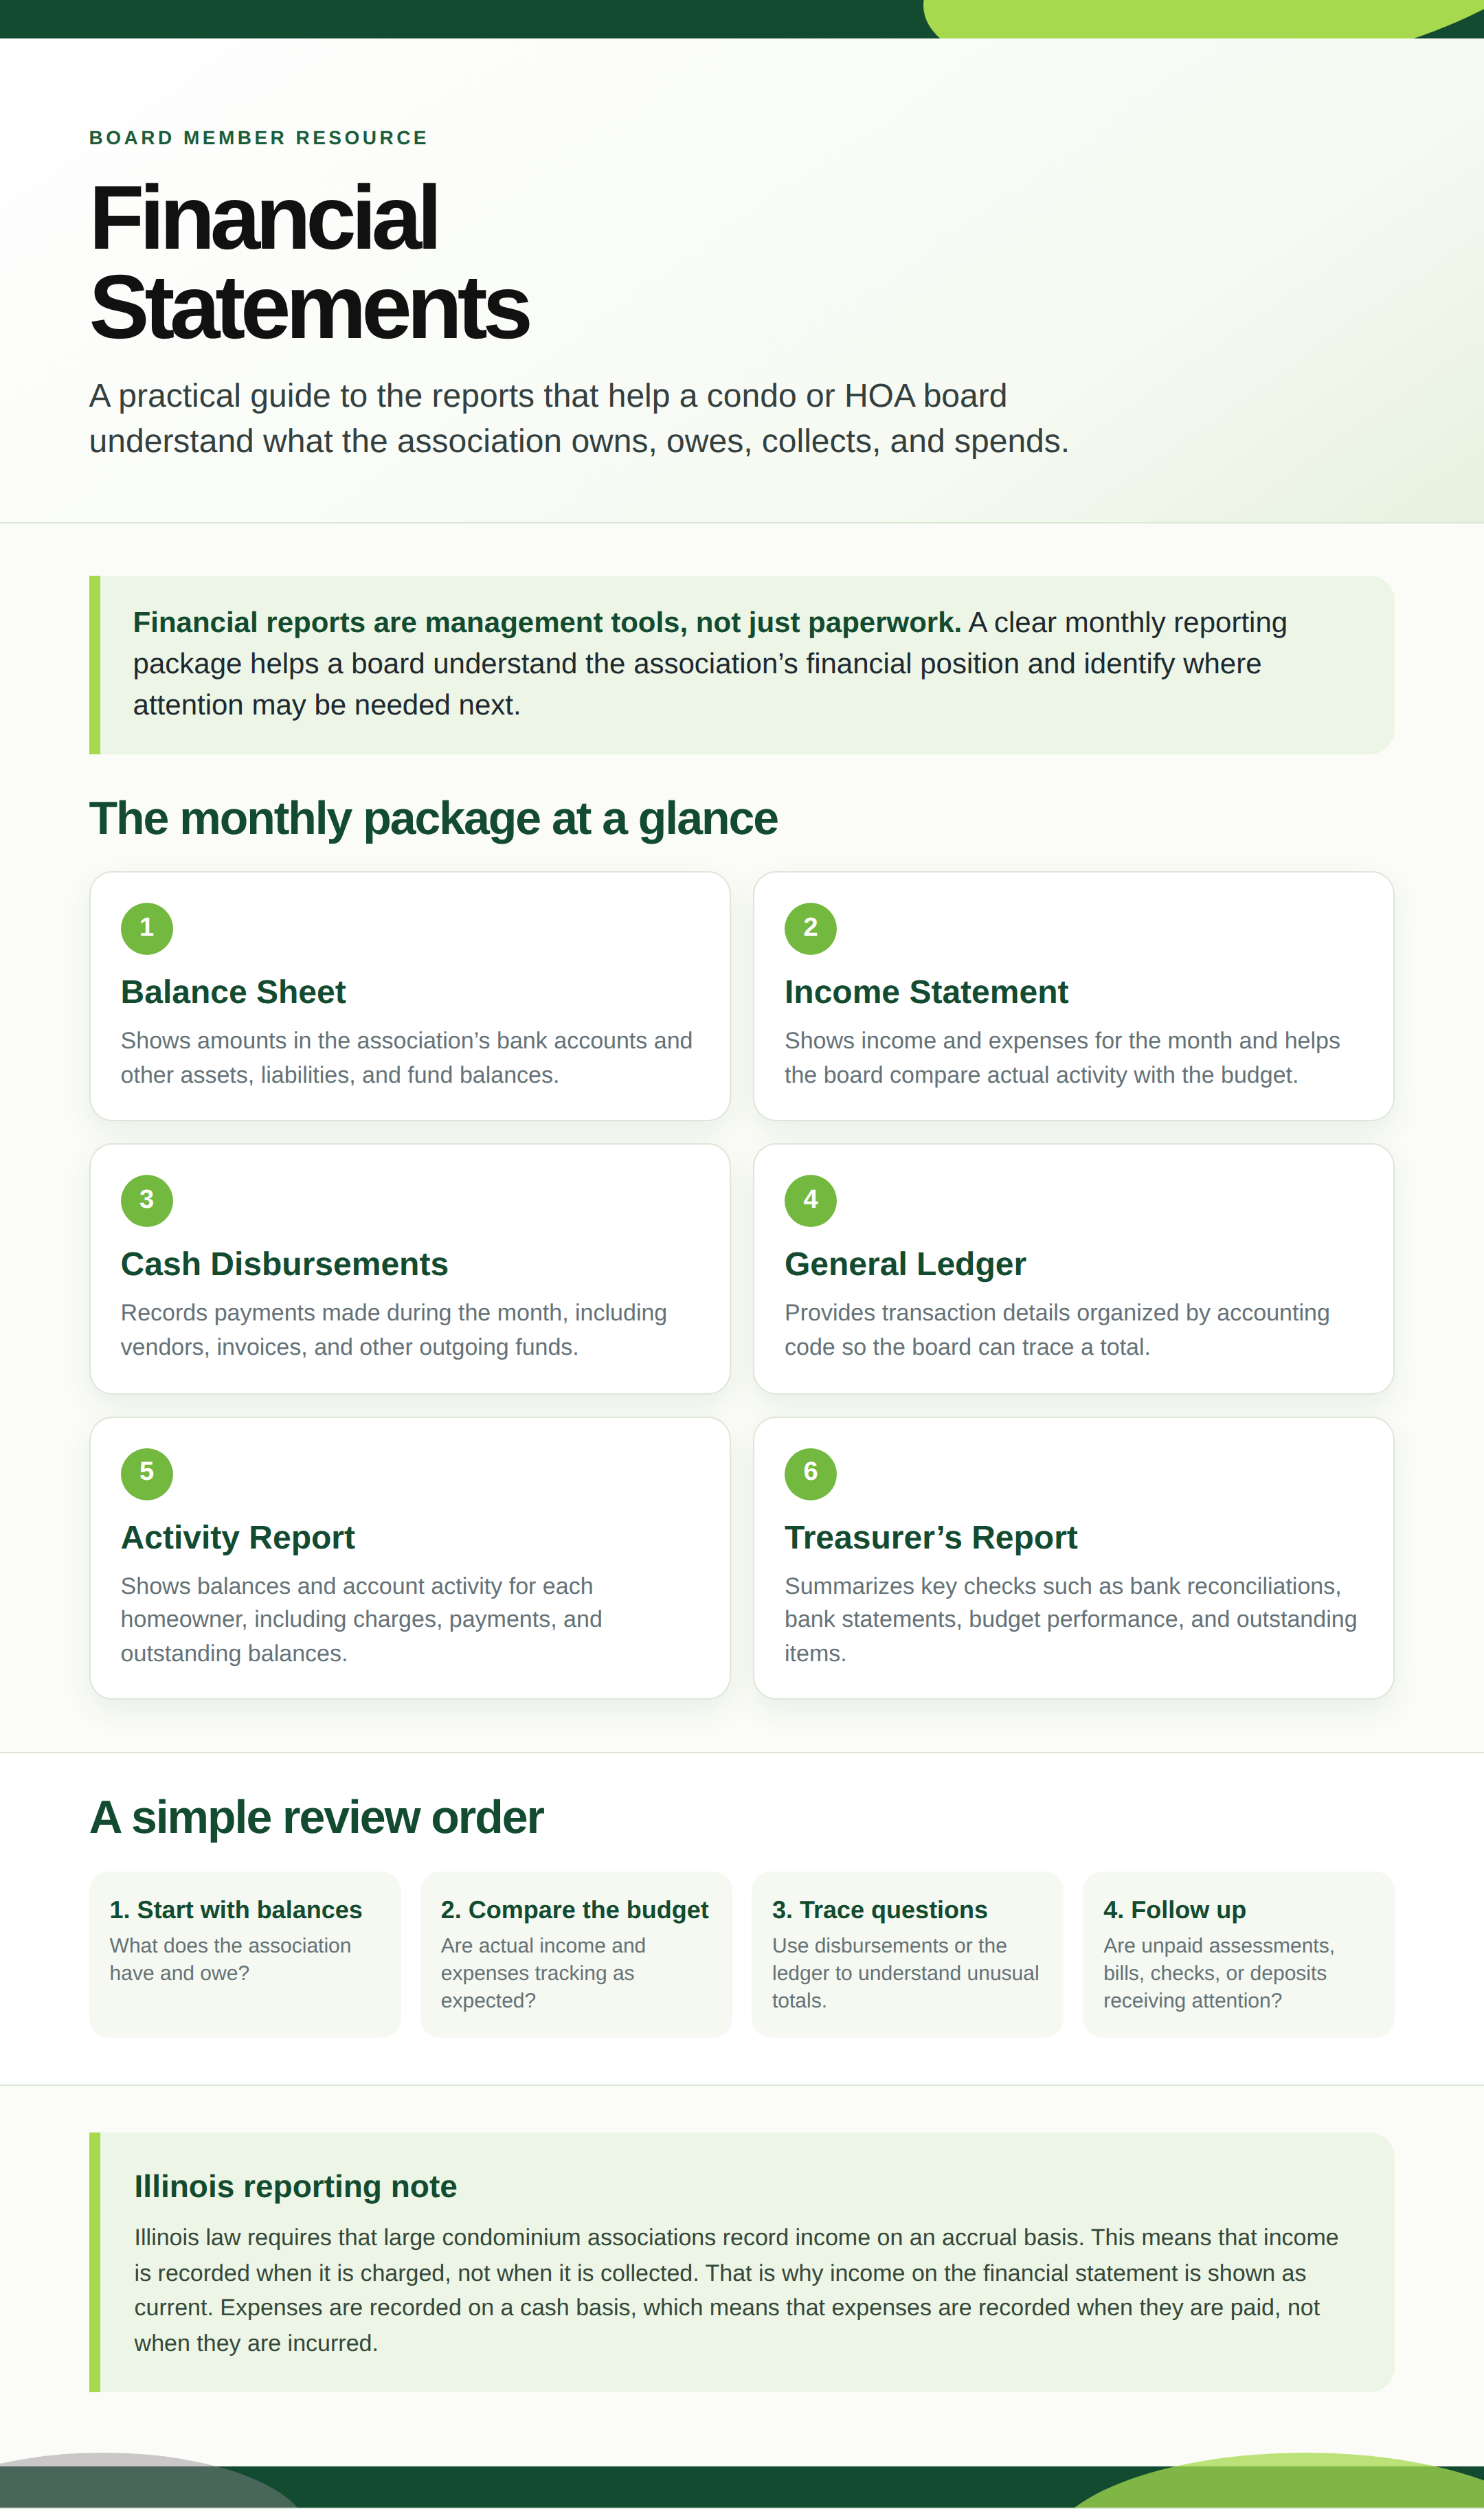 BOARD MEMBER RESOURCE
Financial
Statements
A practical guide to the reports that help a condo or HOA board
understand what the association owns, owes, collects, and spends.
Financial reports are management tools, not just paperwork. A clear monthly reporting
package helps a board understand the association’s financial position and identify where
attention may be needed next.
The monthly package at a glance
1
Balance Sheet
Shows amounts in the association’s bank accounts and
other assets, liabilities, and fund balances.
2
Income Statement
Shows income and expenses for the month and helps
the board compare actual activity with the budget.
3
Cash Disbursements
Records payments made during the month, including
vendors, invoices, and other outgoing funds.
4
General Ledger
Provides transaction details organized by accounting
code so the board can trace a total.
5
Activity Report
Shows balances and account activity for each
homeowner, including charges, payments, and
outstanding balances.
6
Treasurer’s Report
Summarizes key checks such as bank reconciliations,
bank statements, budget performance, and outstanding
items.
A simple review order
1. Start with balances
What does the association
have and owe?
2. Compare the budget
Are actual income and
expenses tracking as
expected?
3. Trace questions
Use disbursements or the
ledger to understand unusual
totals.
4. Follow up
Are unpaid assessments,
bills, checks, or deposits
receiving attention?
Illinois reporting note
Illinois law requires that large condominium associations record income on an accrual basis. This means that income
is recorded when it is charged, not when it is collected. That is why income on the financial statement is shown as
current. Expenses are recorded on a cash basis, which means that expenses are recorded when they are paid, not
when they are incurred.